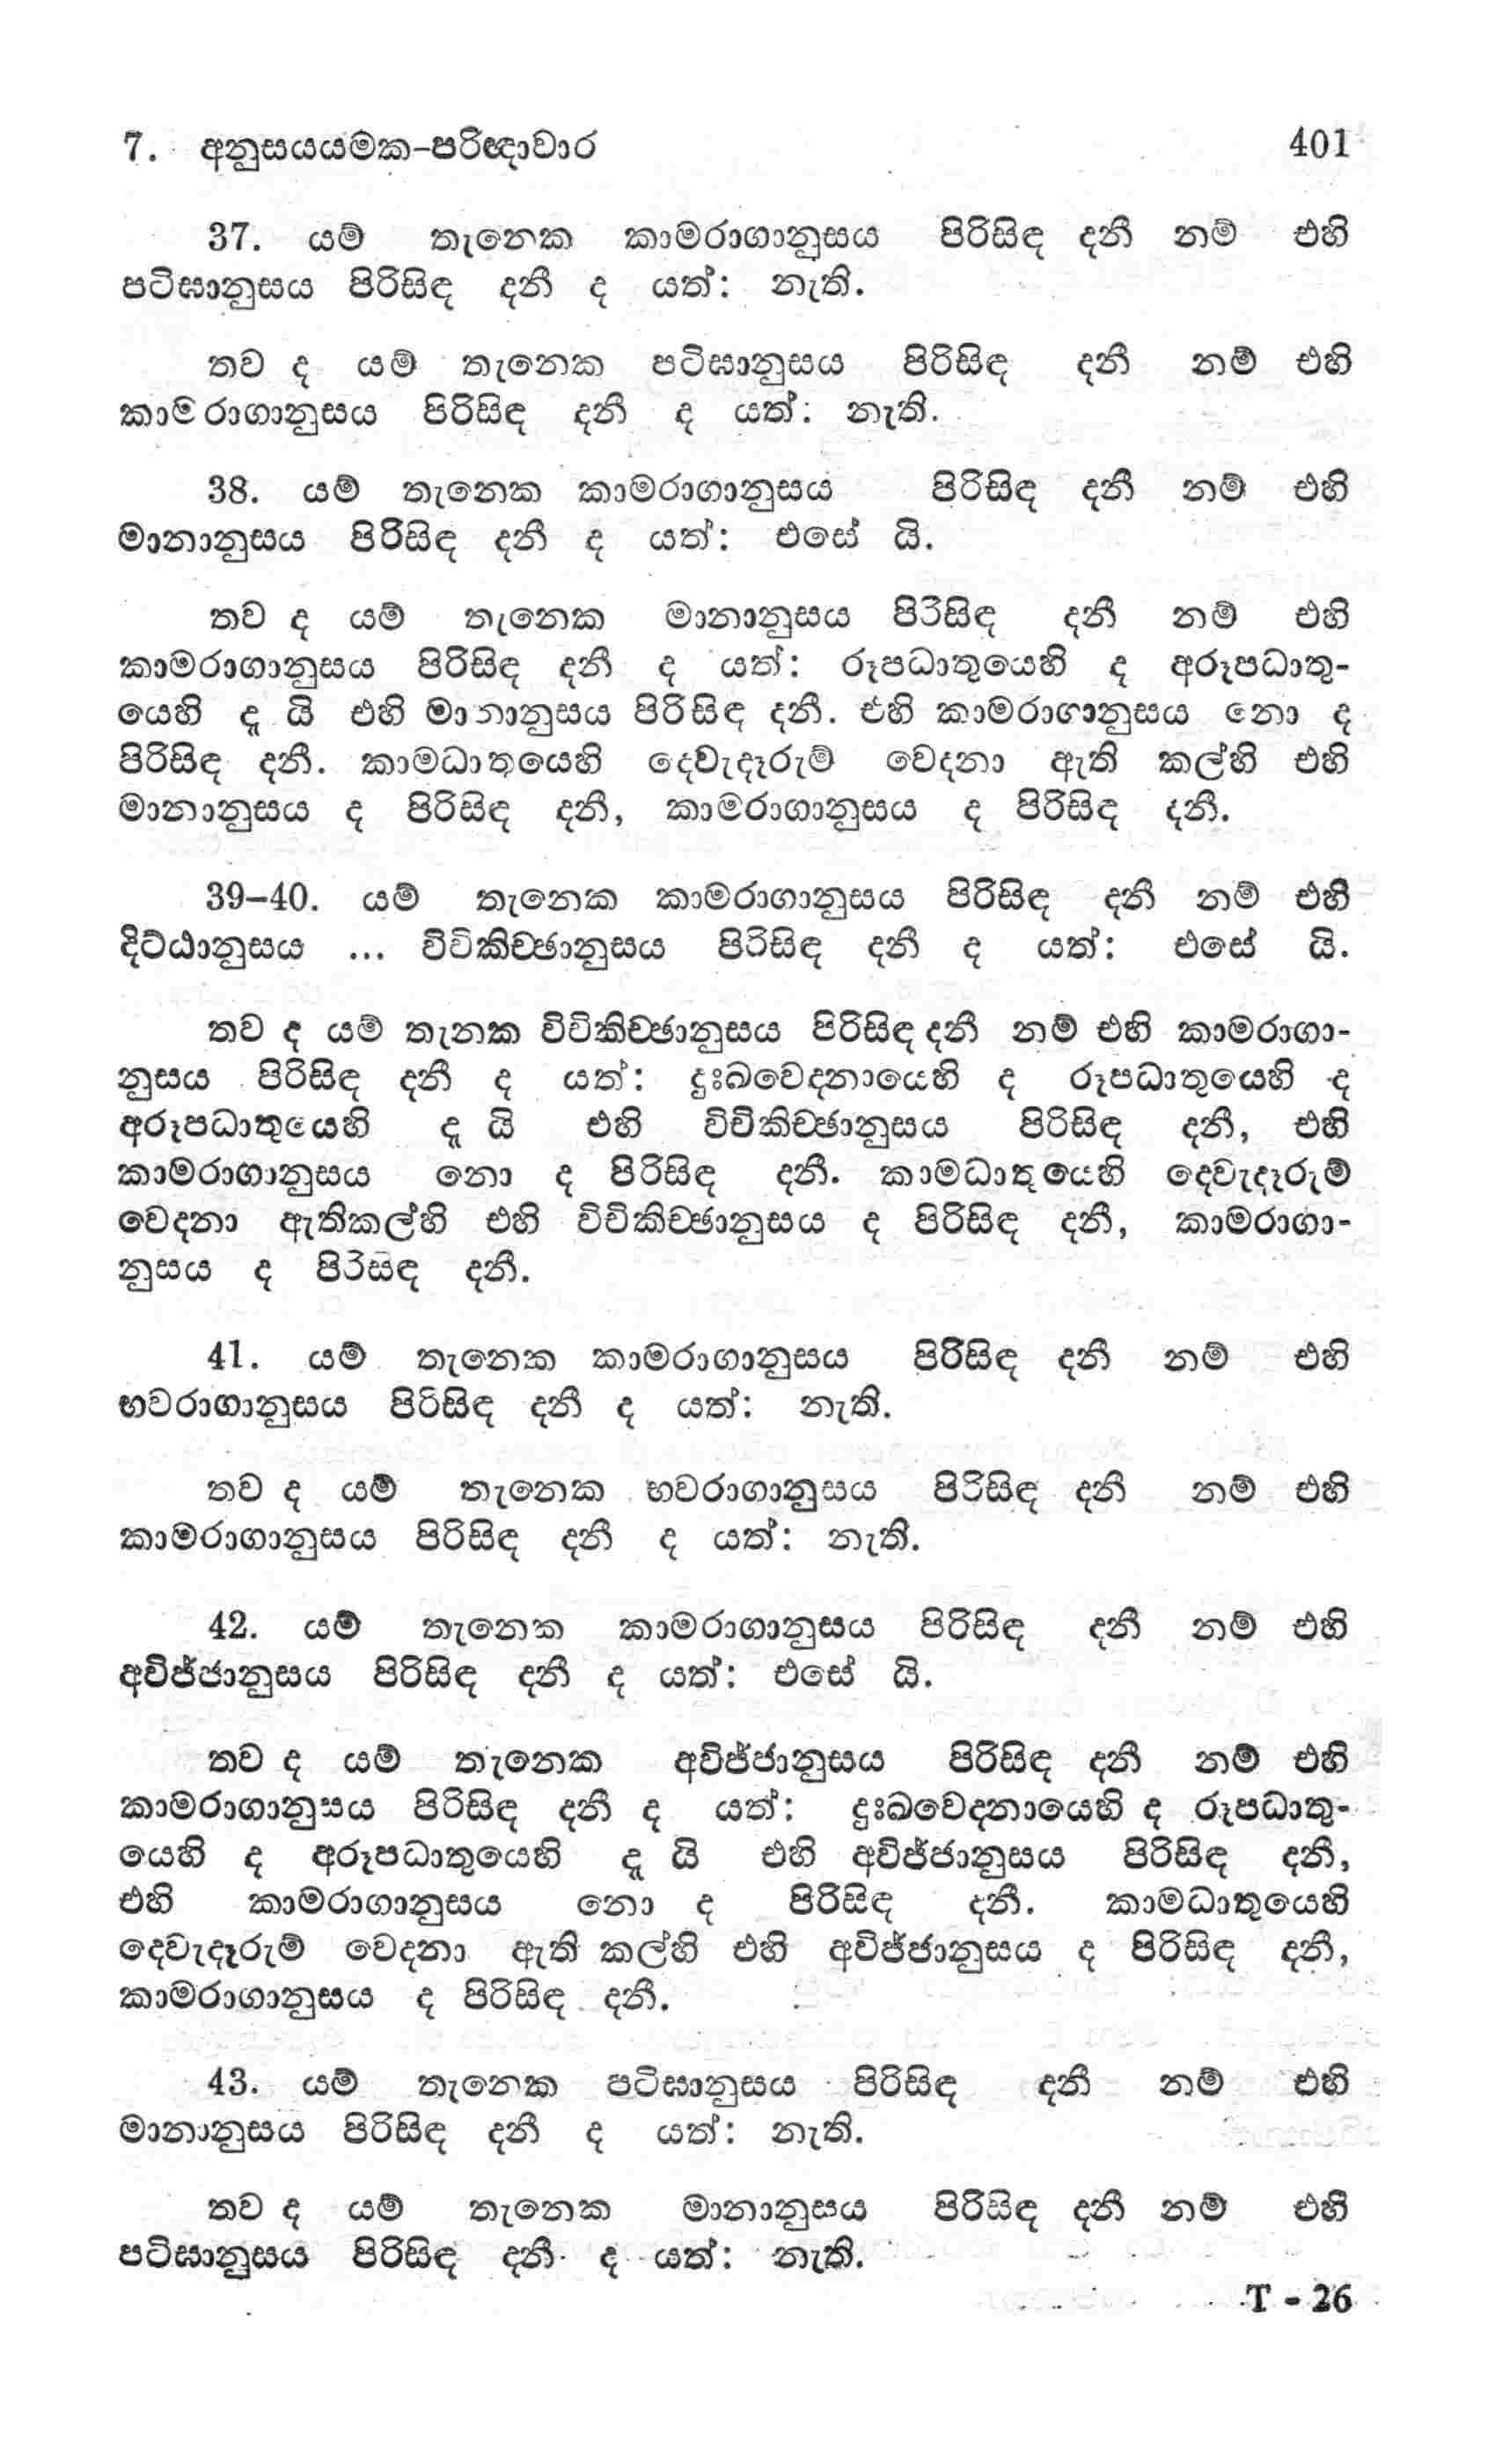 7. අනුසයයමක-පරිඥාවාර 401
37. යම් තැනෙක කාමරාගානුසය පිරිසිඳ දනී නම් එහි
පටිඝානුසය පිරිසිඳ දනී ද යත්: නැති.
තව ද යම් තැනෙක පටිඝානුසය පිරිසිඳ දනී නම් එහි
කාමරාගානුසය පිරිසිඳ දනී ද යත්: නැති.
38. යම් තැනෙක කාමරාගානුසය පිරිසිඳ දනී නම් එහි
මානානුසය පිරිසිඳ දනී ද යත්: එසේ යි.
තව ද යම් තැනෙක මානානුසය පිරිසිඳ දනී නම් එහි
කාමරාගානුසය පිරිසිඳ දනී ද යත්: රූපධාතුයෙහි ද අරූපධාතු-
යෙහි දැ යි එහි මානානුසය පිරිසිඳ දනී. එහි කාමරාගානුසය නො ද
පිරිසිඳ දනී. කාමධාතුයෙහි දෙවැදෑරුම් වෙදනා ඇති කල්හි එහි
මානානුසය ද පිරිසිඳ දනී, කාමරාගානුසය ද පිරිසිඳ දනී.
39–40. යම් තැනෙක කාමරාගානුසය පිරිසිඳ දනී නම් එහි
දිට්ඨානුසය ... විචිකිච්ඡානුසය පිරිසිඳ දනී ද යත්: එසේ යි.
තව ද යම් තැනක විචිකිච්ඡානුසය පිරිසිඳ දනී නම් එහි කාමරාගා-
නුසය පිරිසිඳ දනී ද යත්: දුඃඛවෙදනායෙහි ද රූපධාතුයෙහි ද
අරූපධාතුයෙහි දැ යි එහි විචිකිච්ඡානුසය පිරිසිඳ දනී, එහි
කාමරාගානුසය නො ද පිරිසිඳ දනී. කාමධාතුයෙහි දෙවැදෑරුම්
වෙදනා ඇතිකල්හි එහි විචිකිච්ඡානුසය ද පිරිසිඳ දනී, කාමරාගා-
නුසය ද පිරිසඳ දනී.
41. යම් තැනෙක කාමරාගානුසය පිරිසිඳ දනී නම් එහි
භවරාගානුසය පිරිසිඳ දනී ද යත්: නැති.
තව ද යම් තැනෙක භවරාගානුසය පිරිසිඳ දනී නම් එහි
කාමරාගානුසය පිරිසිඳ දනී ද යත්: නැති.
42. යම් තැනෙක කාමරාගානුසය පිරිසිඳ දනී නම් එහි
අවිජ්ජානුසය පිරිසිඳ දනී ද යත්: එසේ යි.
තව ද යම් තැනෙක අවිජ්ජානුසය පිරිසිඳ දනී නම් එහි
කාමරාගානුසය පිරිසිඳ දනී ද යත්: දුඃඛවෙදනායෙහි ද රූපධාතු-
යෙහි ද අරූපධාතුයෙහි දැ යි එහි අවිජ්ජානුසය පිරිසිඳ දනී,
එහි කාමරාගානුසය නො ද පිරිසිඳ දනී. කාමධාතුයෙහි
දෙවැදෑරුම් වෙදනා ඇති කල්හි එහි අවිජ්ජානුසය ද පිරිසිඳ දනී,
කාමරාගානුසය ද පිරිසිඳ දනී.
43. යම් තැනෙක පටිඝානුසය පිරිසිඳ දනී නම් එහි
මානානුසය පිරිසිඳ දනී ද යත්: නැති.
තව ද යම් තැනෙක මානානුසය පිරිසිඳ දනී නම් එහි
පටිඝානුසය පිරිසිඳ දනී ද යත්: නැති.
T - 26